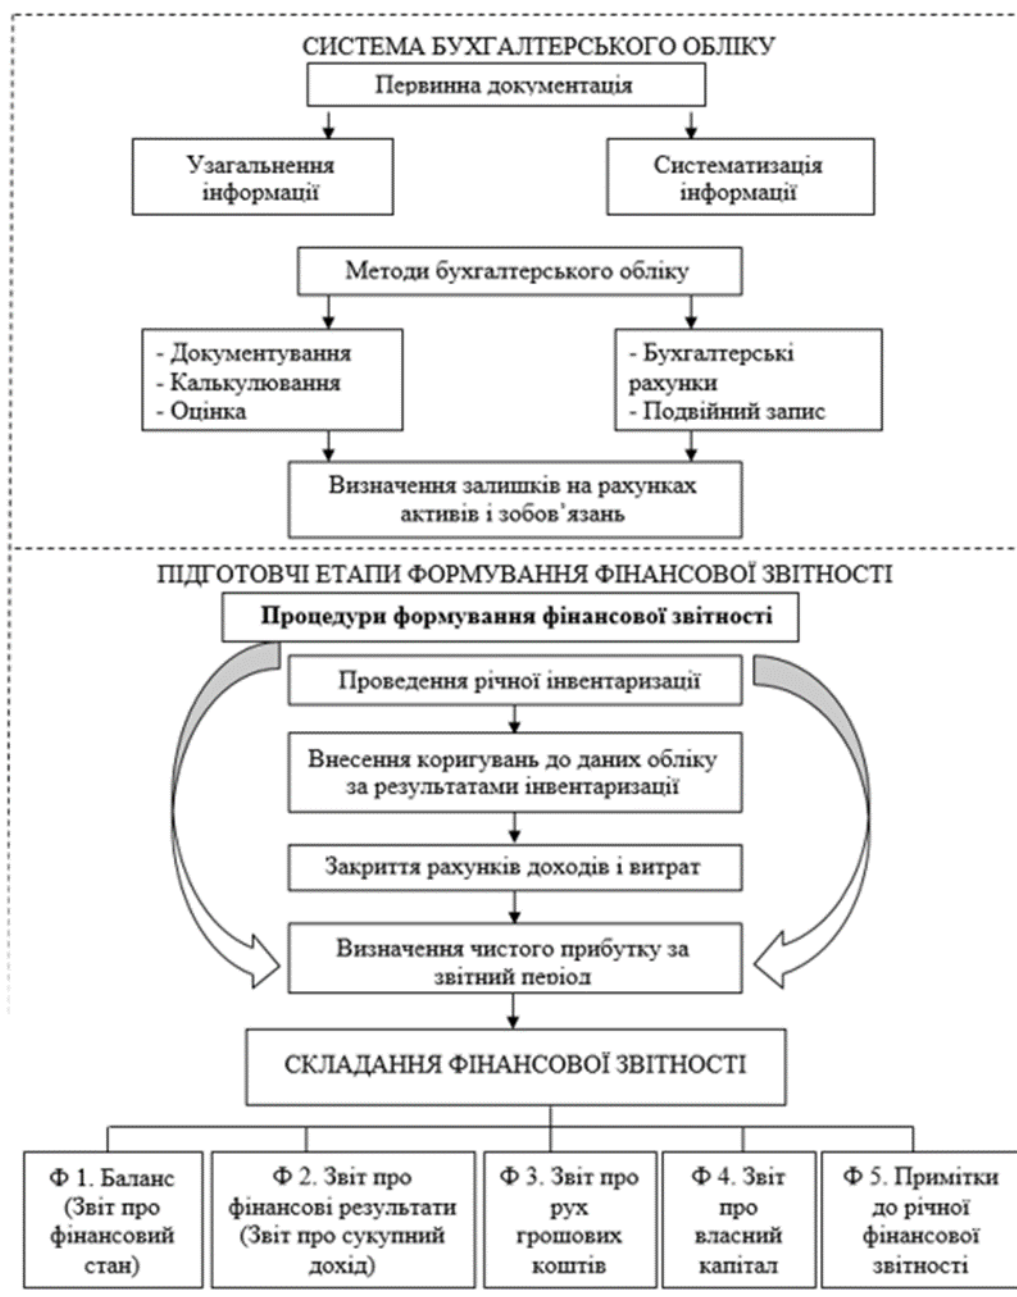 СИСТЕМА БУХГАЛТЕРСЬКОГО ОБЛІКУ
Первинна документація
Узагальнення
інформації
Систематизація
інформації
Методи бухгалтерського обліку
- Документування
- Калькулювання
- Оцінка
- Бухгалтерські
рахунки
- Подвійний запис
Визначення залишків на рахунках
активів і зобов’язань
ПІДГОТОВЧІ ЕТАПИ ФОРМУВАННЯ ФІНАНСОВОЇ ЗВІТНОСТІ
Процедури формування фінансової звітності
Проведення річної інвентаризації
Внесення коригувань до даних обліку
за результатами інвентаризації
Закриття рахунків доходів і витрат
Визначення чистого прибутку за
звітний період
СКЛАДАННЯ ФІНАНСОВОЇ ЗВІТНОСТІ
Ф 1. Баланс
(Звіт про
фінансовий
стан)
Ф 2. Звіт про
фінансові результати
(Звіт про сукупний
дохід)
Ф 3. Звіт про
рух
грошових
коштів
Ф 4. Звіт
про
власний
капітал
Ф 5. Примітки
до річної
фінансової
звітності